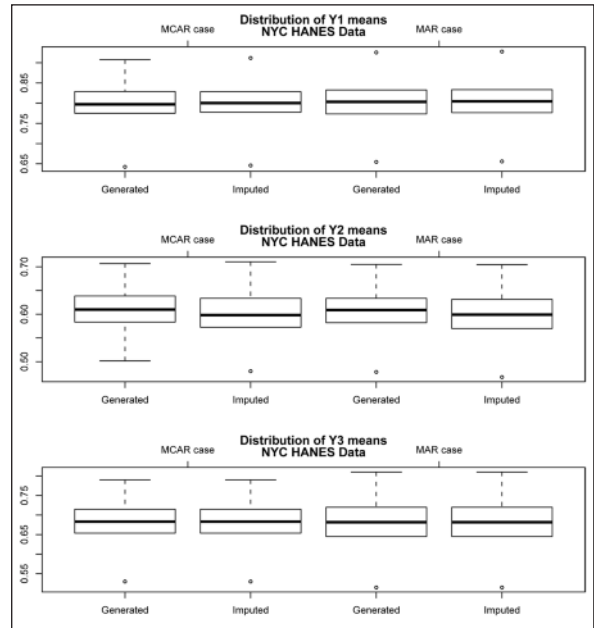 Distribution of Y1 means
MCAR case NYC HANES Data MAR case
0.85
0.75
0.65
Generated Imputed Generated Imputed
Distribution of Y2 means
MCAR case NYC HANES Data MAR case
0.70
0.60
0.50
Generated Imputed Generated Imputed
Distribution of Y3 means
MCAR case NYC HANES Data MAR case
0.75
0.65
0.55
Generated Imputed Generated Imputed